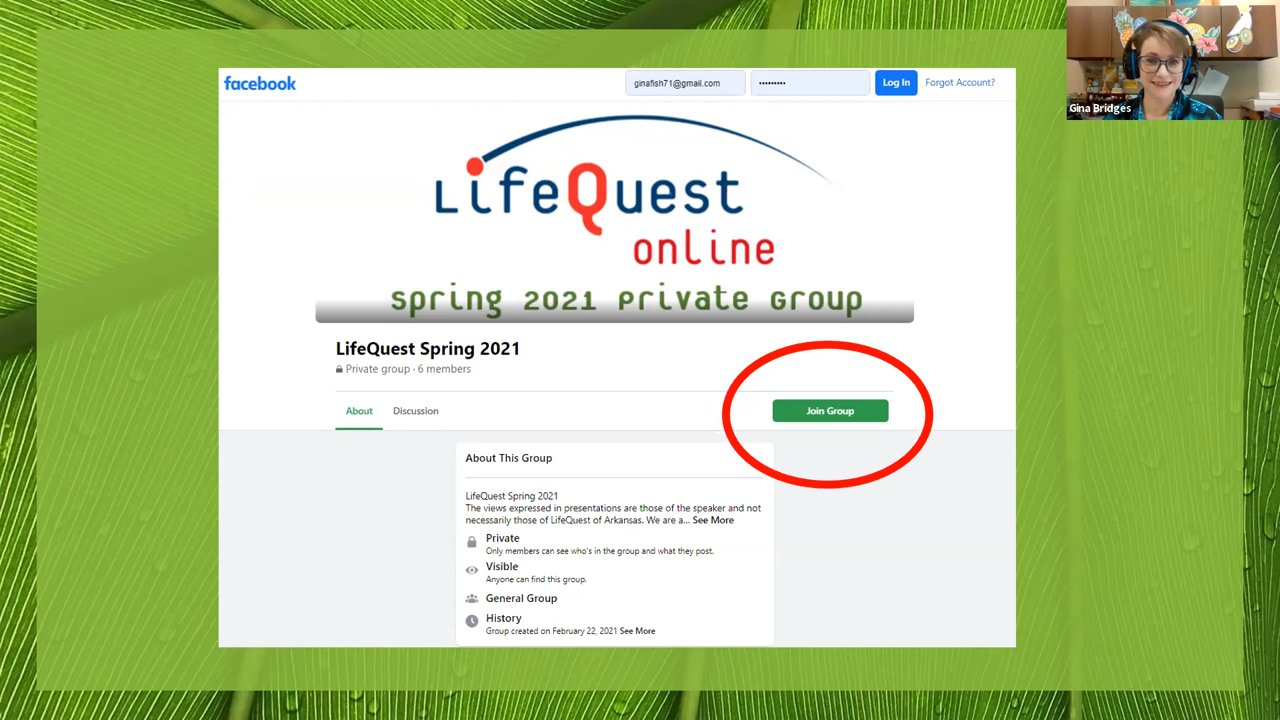 facebook
ginafish71@gmail.com
•••••••••
Log In
Forgot Account?
Gina Bridges
LifeQuest
online
Spring 2021 Private Group
LifeQuest Spring 2021
Private group · 6 members
About
Discussion
Join Group
About This Group
LifeQuest Spring 2021
The views expressed in presentations are those of the speaker and not
necessarily those of LifeQuest of Arkansas. We are a... See More
Private
Only members can see who's in the group and what they post.
Visible
Anyone can find this group.
General Group
History
Group created on February 22, 2021 See More